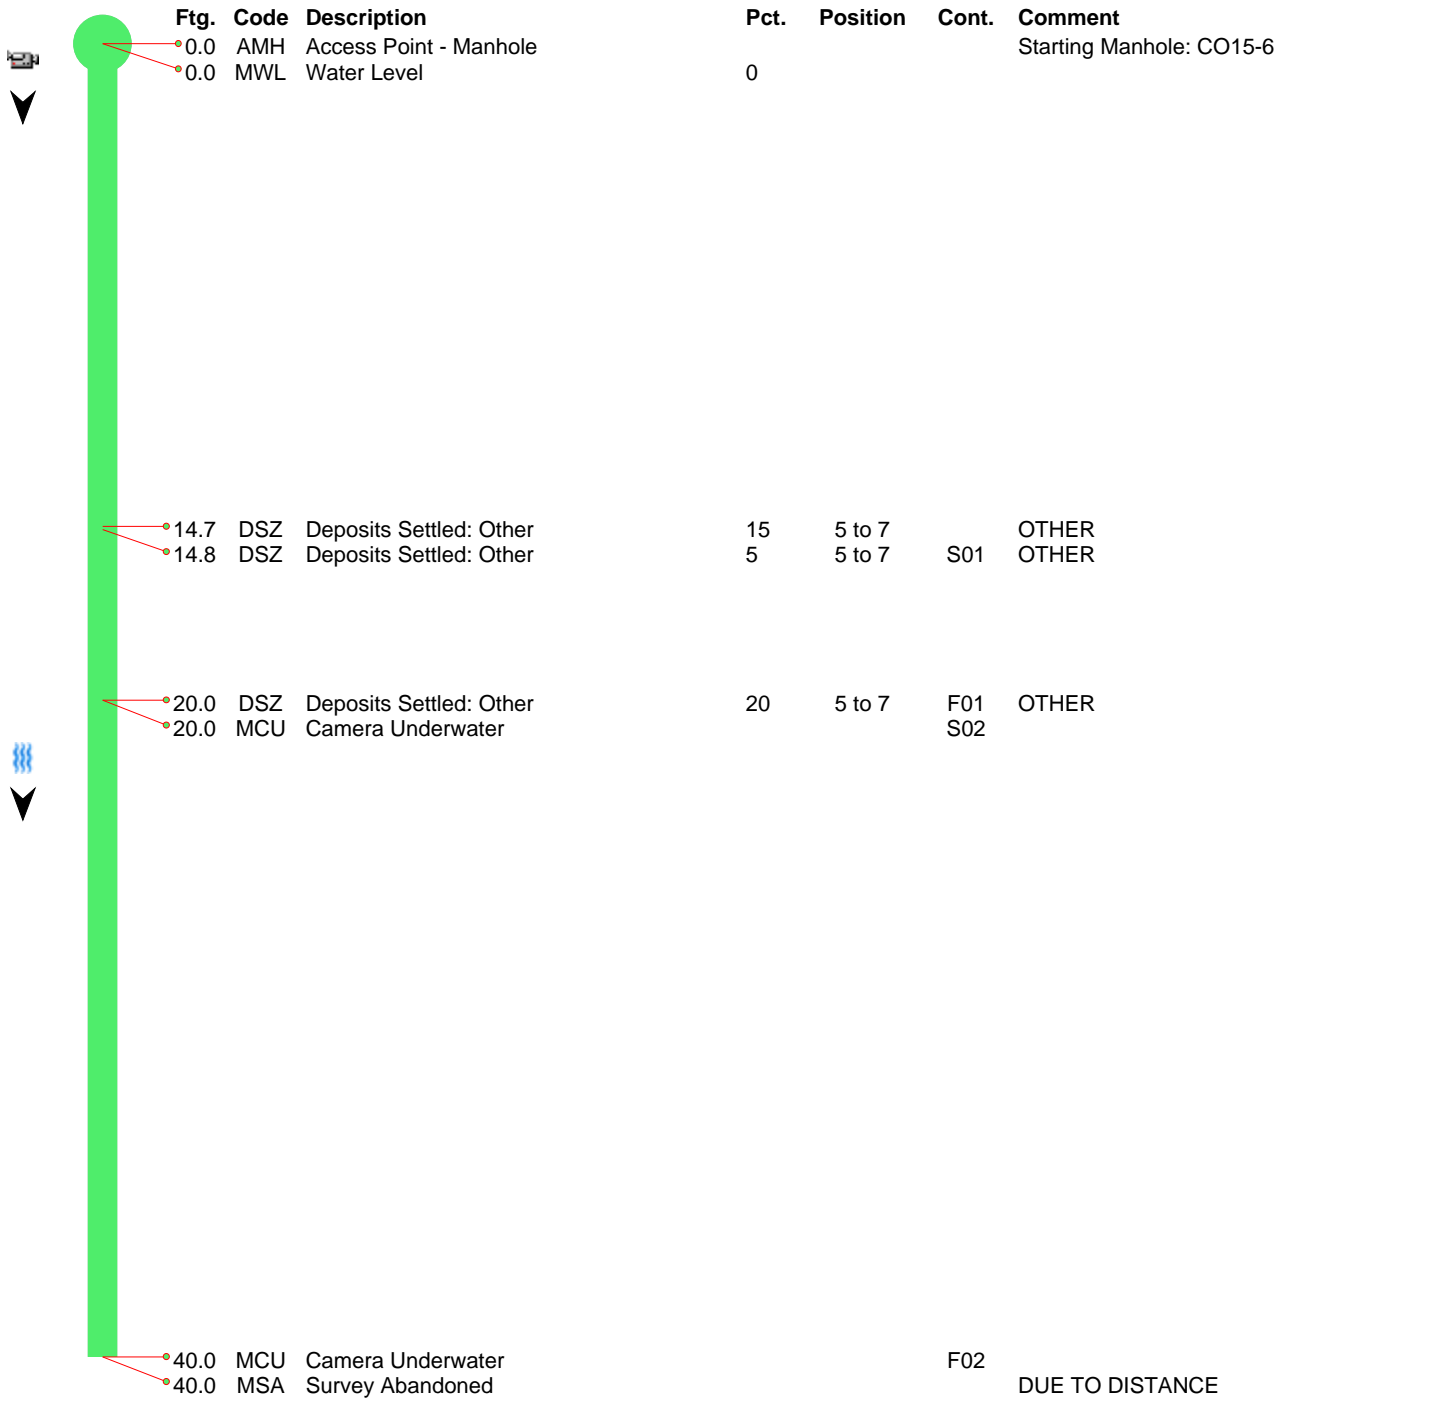 Ftg. Code Description Pct. Position Cont. Comment
0.0 AMH Access Point - Manhole Starting Manhole: CO15-6
0.0 MWL Water Level 0
14.7 DSZ Deposits Settled: Other 15 5 to 7 OTHER
14.8 DSZ Deposits Settled: Other 5 5 to 7 S01 OTHER
20.0 DSZ Deposits Settled: Other 20 5 to 7 F01 OTHER
20.0 MCU Camera Underwater S02
40.0 MCU Camera Underwater F02
40.0 MSA Survey Abandoned DUE TO DISTANCE